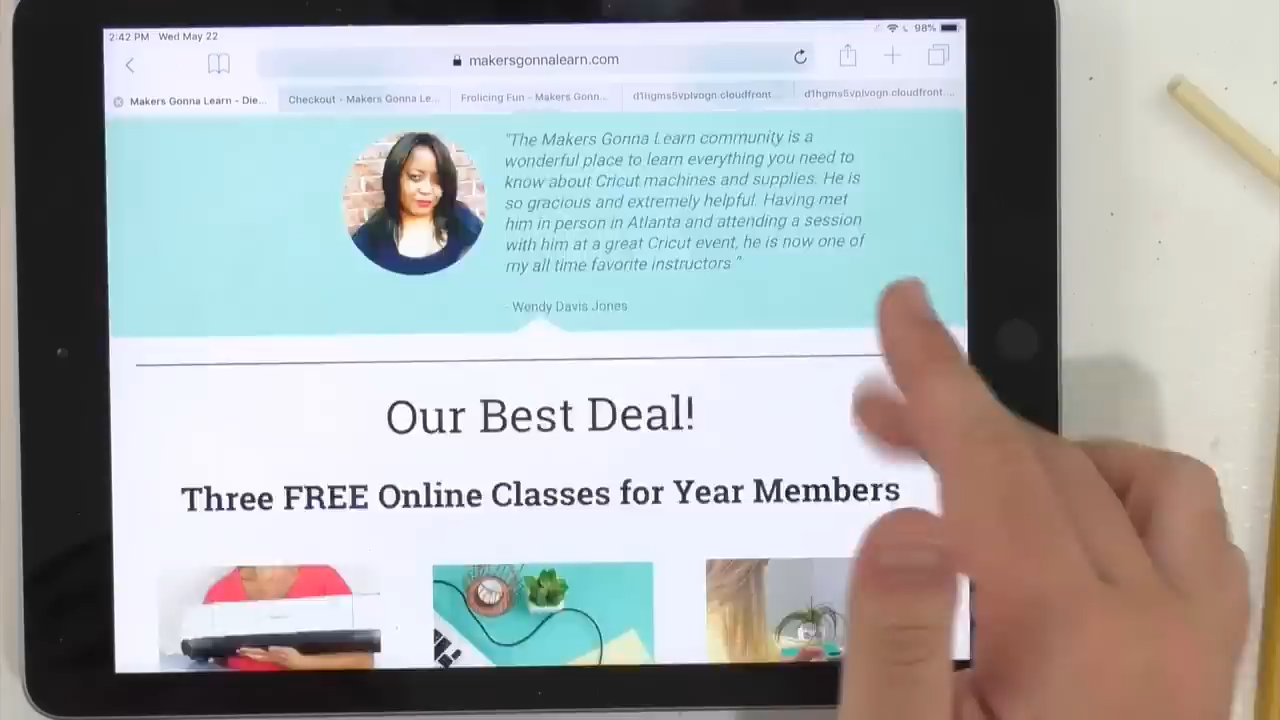 2:42 PM Wed May 22
98%
makersgonnalearn.com
Makers Gonna Learn - Die...
Checkout - Makers Gonna Le...
Frolicing Fun - Makers Gonn...
"The Makers Gonna Learn community is a
wonderful place to learn everything you need to
know about Cricut machines and supplies. He is
so gracious and extremely helpful. Having met
him in person in Atlanta and attending a session
with him at a great Cricut event, he is now one of
my all time favorite instructors."
- Wendy Davis Jones
Our Best Deal!
Three FREE Online Classes for Year Members